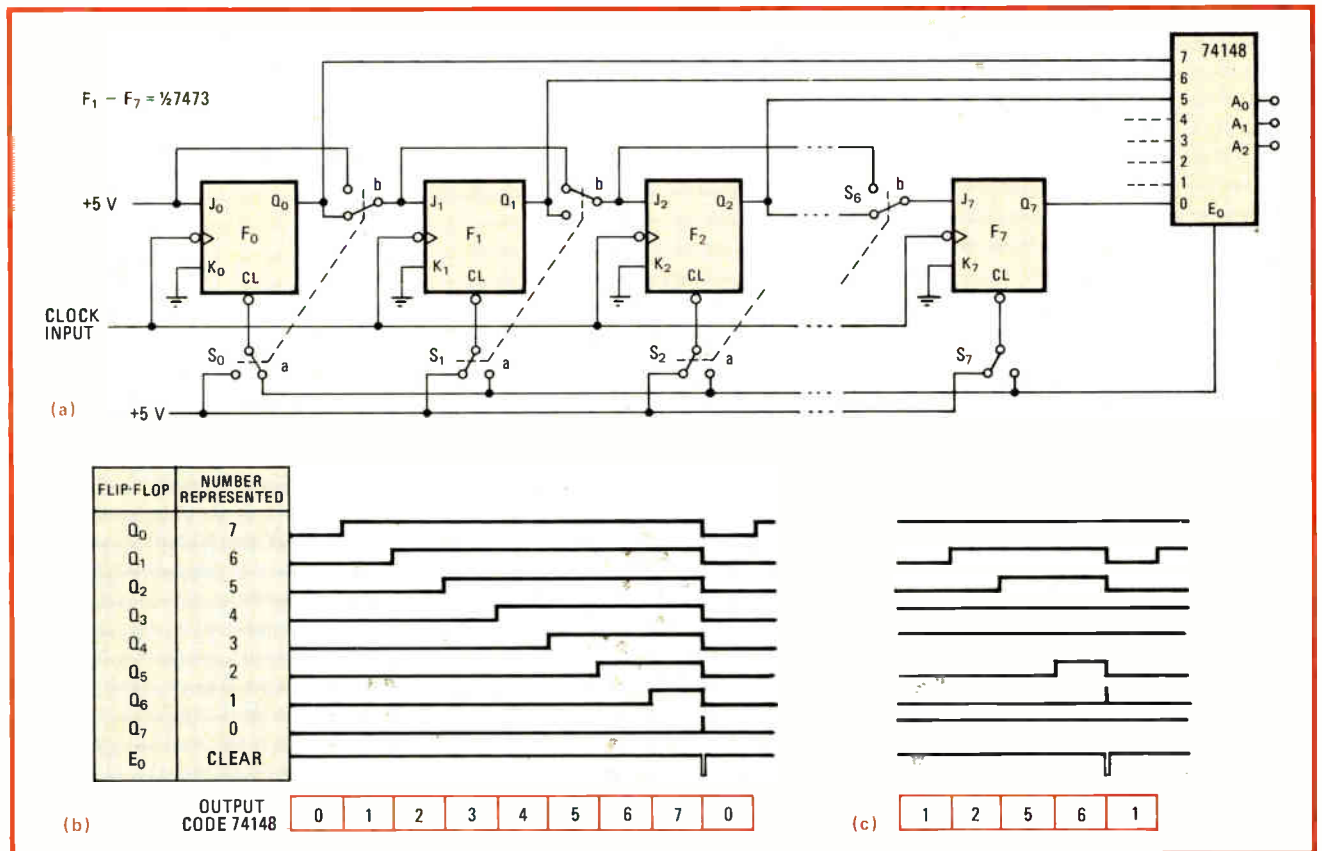 74148
7
6
5
4
3
2
1
0
A₀
A₁
A₂
E₀
F₁ – F₇ = ½7473
+5 V
J₀ Q₀
F₀
K₀
CL
b
J₁ Q₁
F₁
K₁
CL
b
J₂ Q₂
F₂
K₂
CL
S₆ b
J₇ Q₇
F₇
K₇
CL
CLOCK
INPUT
S₀ a
S₁ a
S₂ a
S₇
(a)
+5 V
FLIP-FLOP NUMBER REPRESENTED
Q₀ 7
Q₁ 6
Q₂ 5
Q₃ 4
Q₄ 3
Q₅ 2
Q₆ 1
Q₇ 0
E₀ CLEAR
(b)
OUTPUT
CODE 74148
0 1 2 3 4 5 6 7 0
(c)
1 2 5 6 1